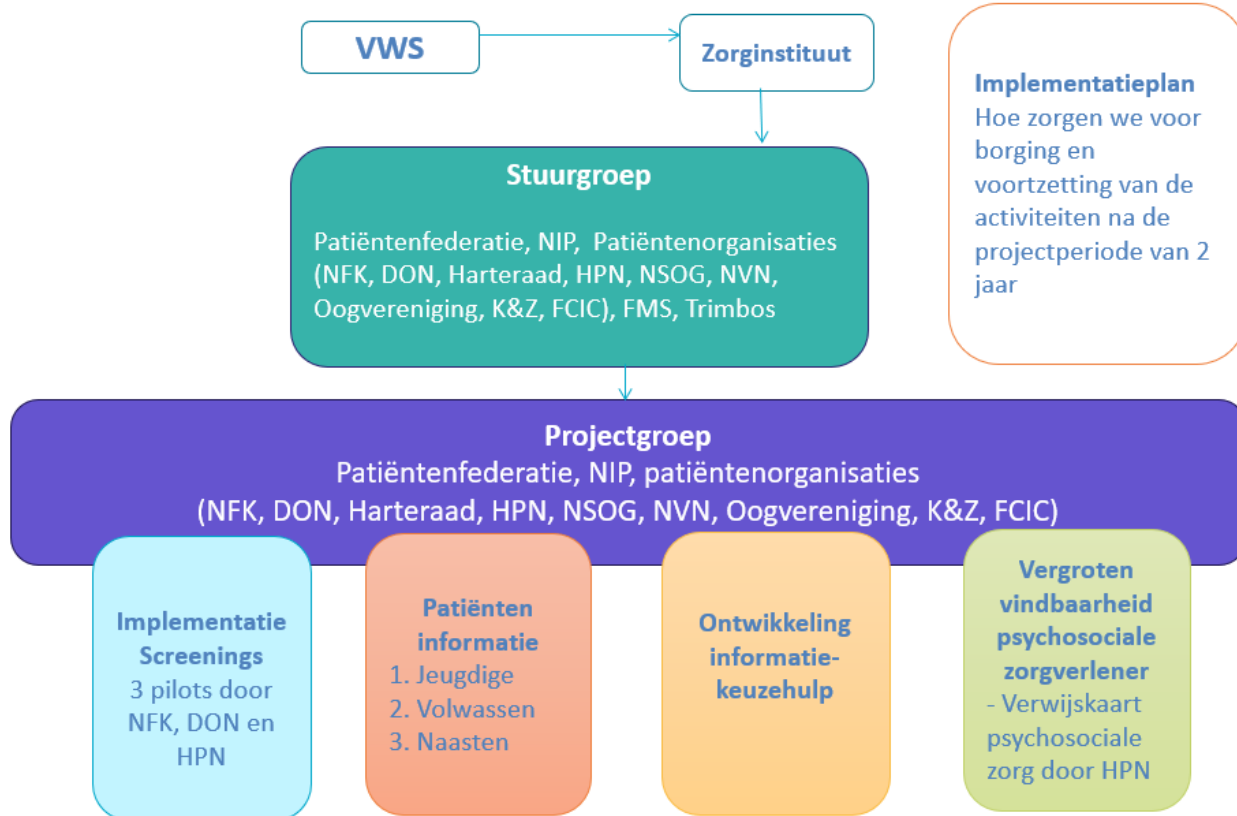 VWS
Zorginstituut
Implementatieplan
Hoe zorgen we voor
borging en
voortzetting van de
activiteiten na de
projectperiode van 2
jaar
Stuurgroep
Patiëntenfederatie, NIP, Patiëntenorganisaties
(NFK, DON, Harteraad, HPN, NSOG, NVN,
Oogvereniging, K&Z, FCIC), FMS, Trimbos
Projectgroep
Patiëntenfederatie, NIP, patiëntenorganisaties
(NFK, DON, Harteraad, HPN, NSOG, NVN, Oogvereniging, K&Z, FCIC)
Implementatie
Screenings
3 pilots door
NFK, DON en
HPN
Patiënten
informatie
1. Jeugdige
2. Volwassen
3. Naasten
Ontwikkeling
informatie-
keuzehulp
Vergroten
vindbaarheid
psychosociale
zorgverlener
- Verwijskaart
psychosociale
zorg door HPN